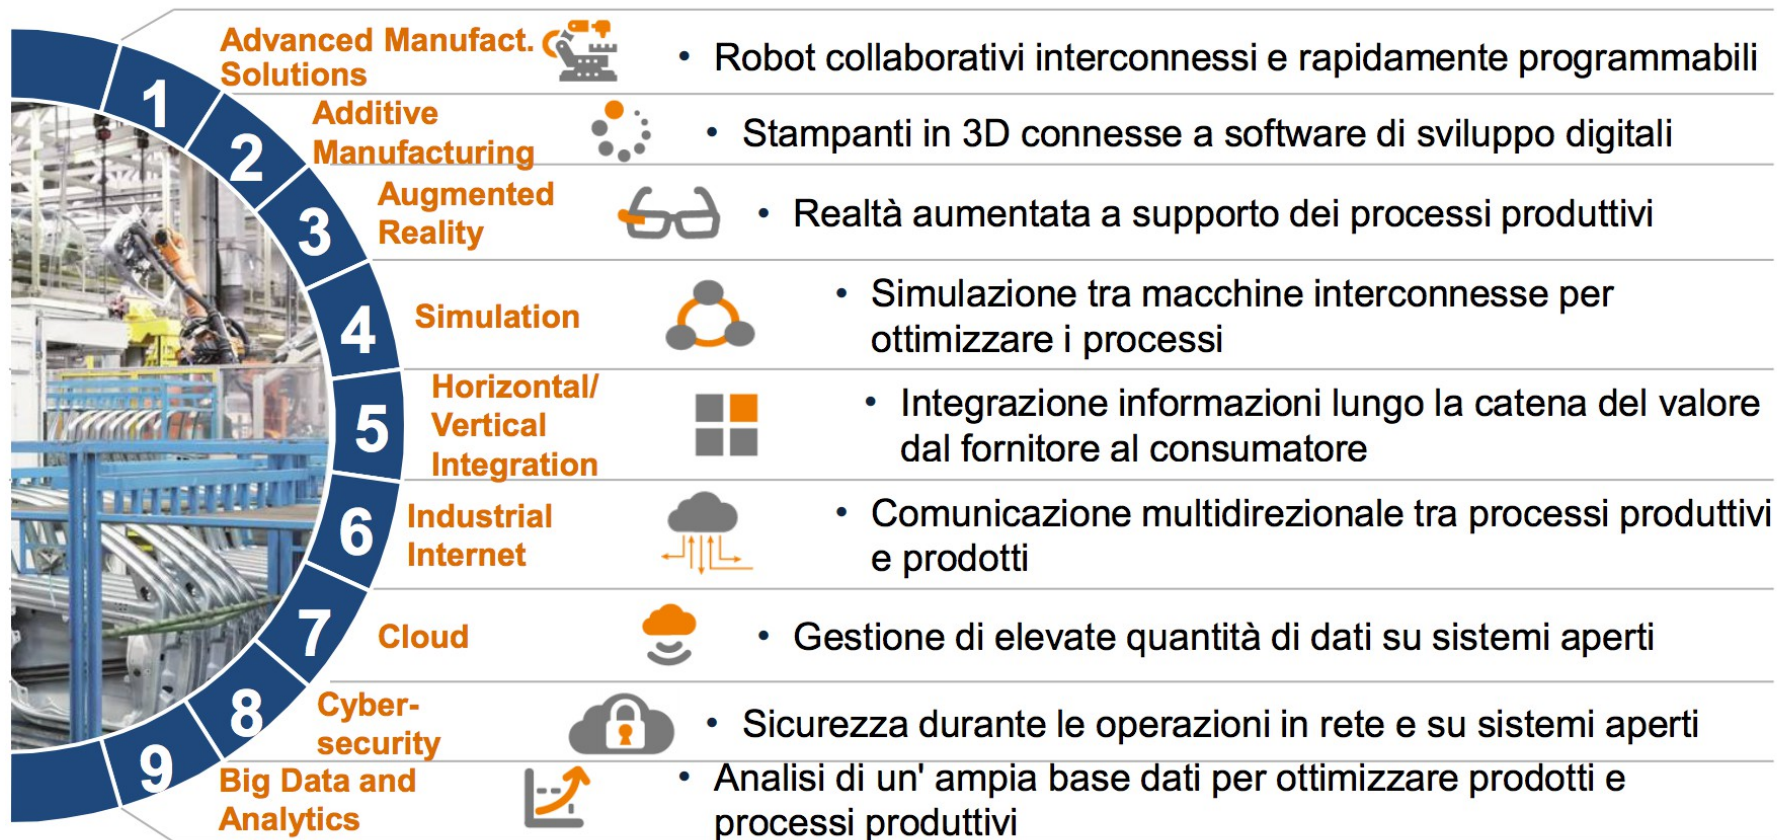 1
Advanced Manufact.
Solutions
• Robot collaborativi interconnessi e rapidamente programmabili
2
Additive
Manufacturing
• Stampanti in 3D connesse a software di sviluppo digitali
3
Augmented
Reality
• Realtà aumentata a supporto dei processi produttivi
4
Simulation
• Simulazione tra macchine interconnesse per
ottimizzare i processi
5
Horizontal/
Vertical
Integration
• Integrazione informazioni lungo la catena del valore
dal fornitore al consumatore
6
Industrial
Internet
• Comunicazione multidirezionale tra processi produttivi
e prodotti
7
Cloud
• Gestione di elevate quantità di dati su sistemi aperti
8
Cyber-
security
• Sicurezza durante le operazioni in rete e su sistemi aperti
9
Big Data and
Analytics
• Analisi di un' ampia base dati per ottimizzare prodotti e
processi produttivi